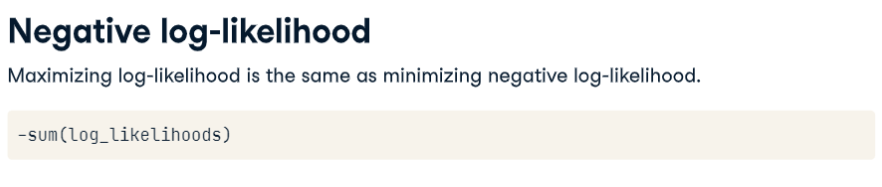 Negative log-likelihood
Maximizing log-likelihood is the same as minimizing negative log-likelihood.
-sum(log_likelihoods)